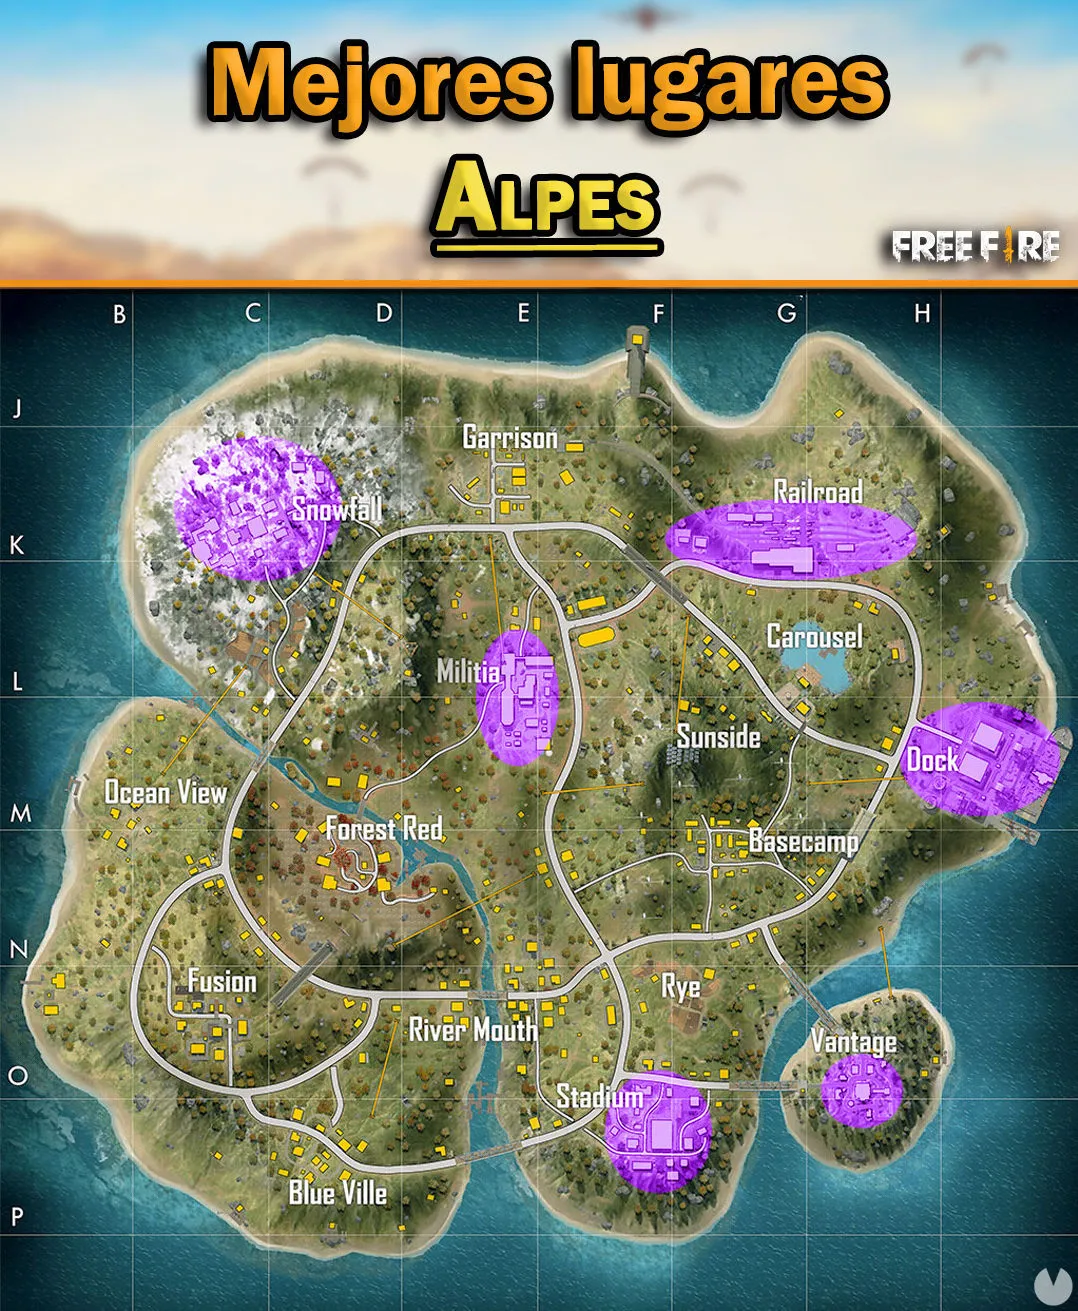 Mejores lugares
ALPES
FREE FIRE
B C D E F G H
J
Garrison
Railroad
Snowfall
K
Carousel
Militia
L
Sunside
Dock
Ocean View
M
Forest Red
Basecamp
N
Fusion
Rye
River Mouth
Vantage
O
Stadium
Blue Ville
P